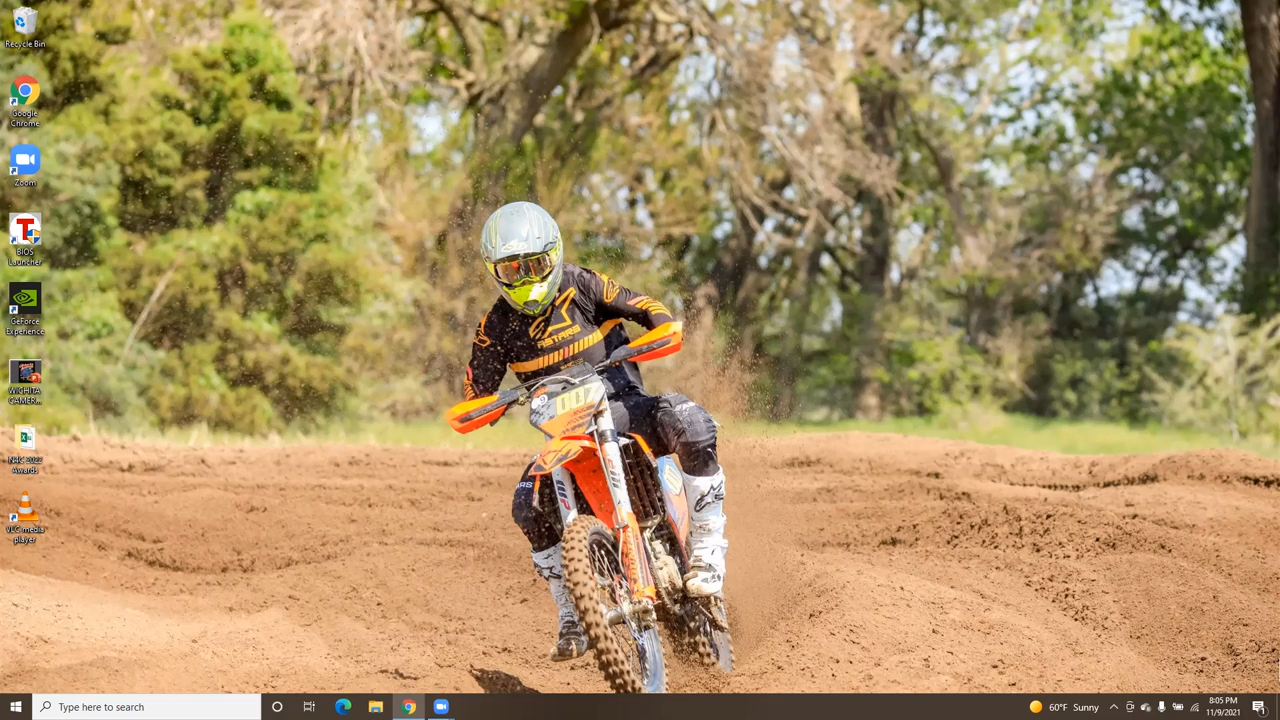 Recycle Bin
Google
Chrome
Zoom
T
BIOS
Launcher
GeForce
Experience
WICHITA
GAMER...
Awards
VLC media
player
ASTARS
Type here to search
60°F Sunny
8:05 PM
11/9/2021
1